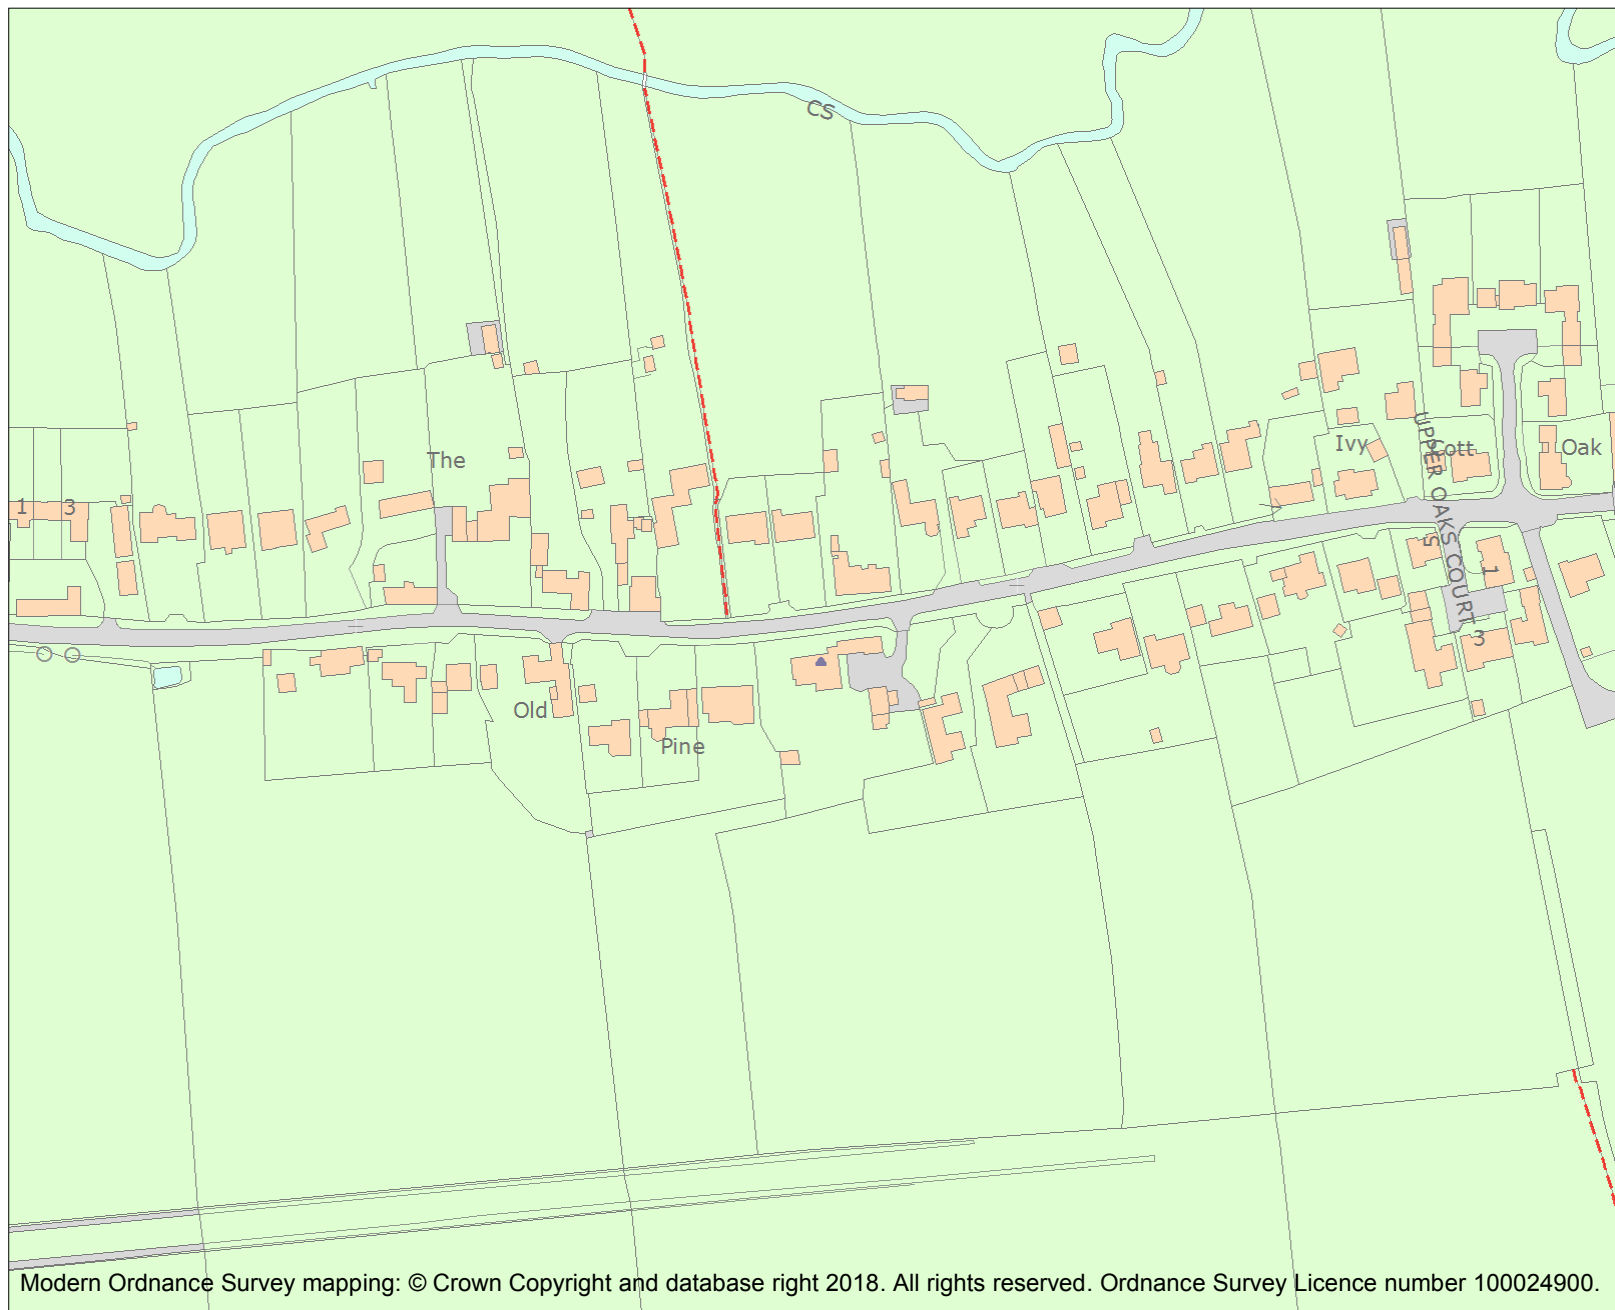 CS
The
Ivy
Cott
Oak
1
3
UPPER OAKS COURT
5
1
3
Old
Pine
Modern Ordnance Survey mapping: © Crown Copyright and database right 2018. All rights reserved. Ordnance Survey Licence number 100024900.